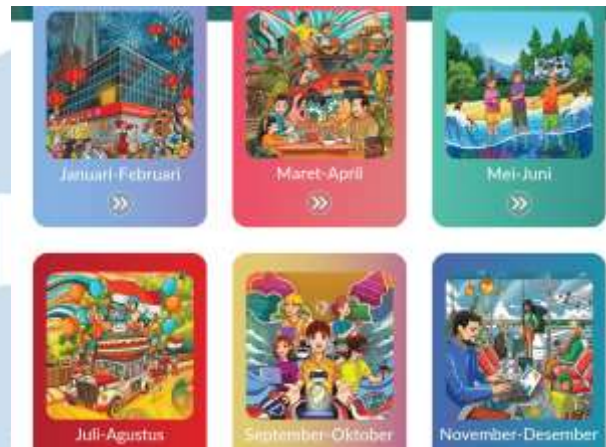 Januari-Februari
Maret-April
Mei-Juni
Juli-Agustus
September-Oktober
November-Desember